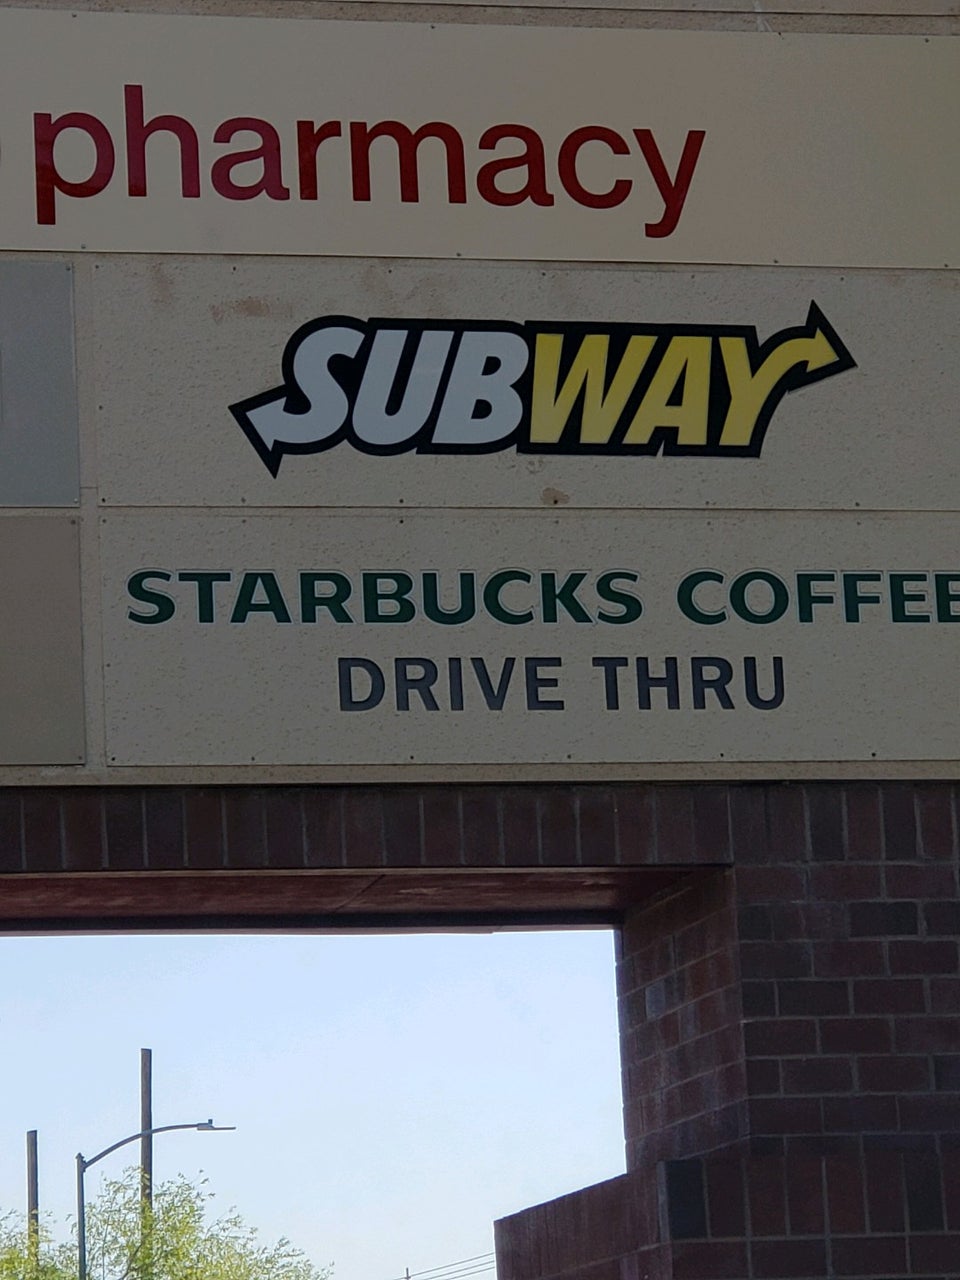 pharmacy
SUBWAY
STARBUCKS COFFEE
DRIVE THRU